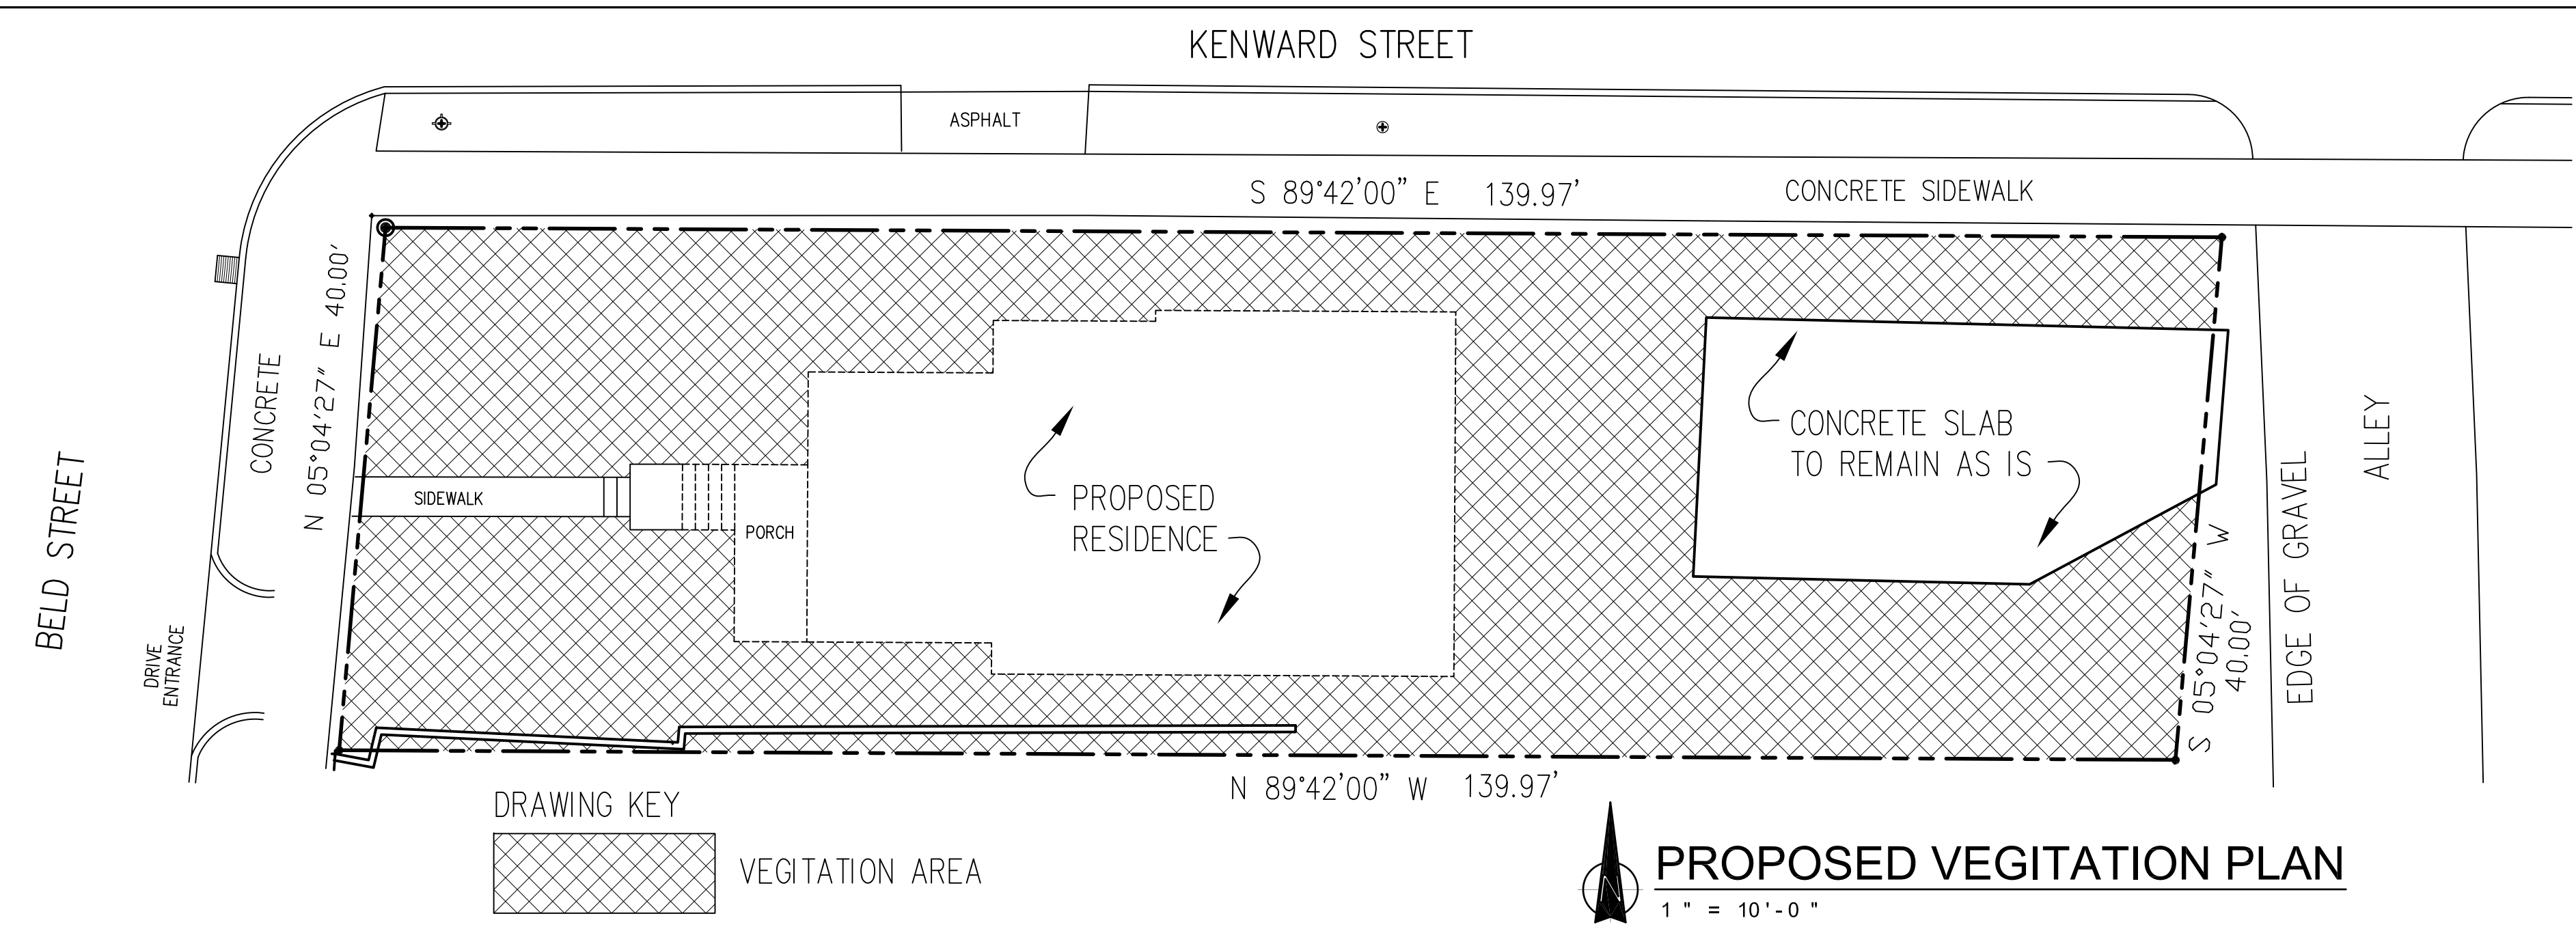 KENWARD STREET
ASPHALT
S 89°42'00" E 139.97'
CONCRETE SIDEWALK
N 05°04'27" E 40.00'
CONCRETE
BELD STREET
DRIVE
ENTRANCE
SIDEWALK
PORCH
PROPOSED
RESIDENCE
CONCRETE SLAB
TO REMAIN AS IS
S 05°04'27" W
40.00'
EDGE OF GRAVEL
ALLEY
N 89°42'00" W 139.97'
DRAWING KEY
VEGITATION AREA
N
PROPOSED VEGITATION PLAN
1" = 10'-0"